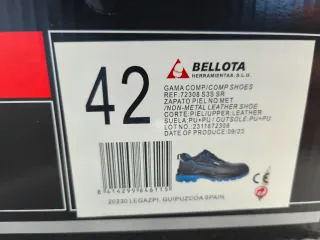 42
BELLOTA
HERRAMIENTAS, S.L.U.
GAMA COMP/COMP SHOES
REF: 72308 S3S SR
ZAPATO PIEL NO MET
/NON-METAL LEATHER SHOE
CORTE: PIEL/UPPER: LEATHER
SUELA: PU+PU / OUTSOLE: PU+PU
LOT NO: 2311872308
DATE OF PRODUCE: 09/23
8414299648113
20230 LEGAZPI, GUIPUZCOA SPAIN
CE